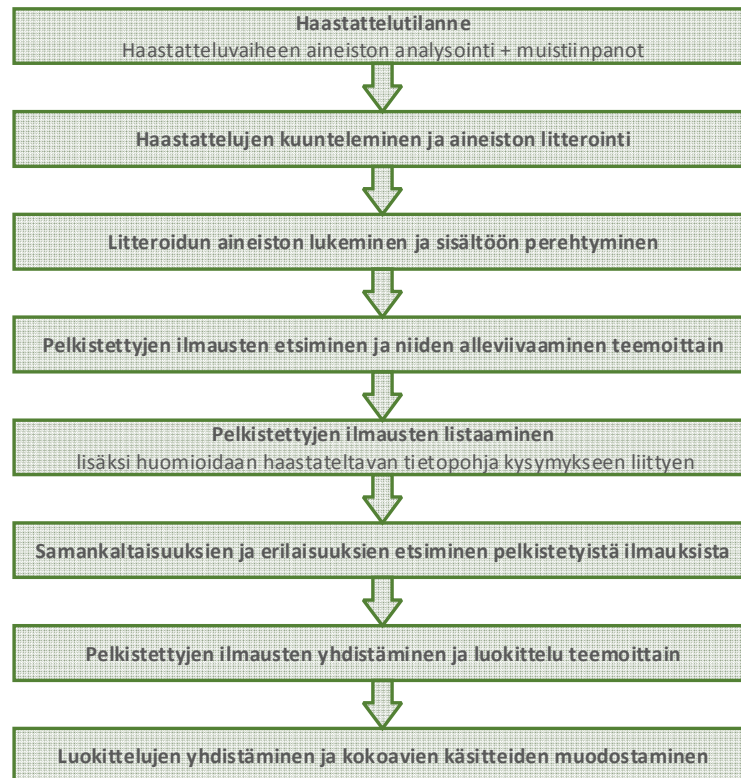 Haastattelutilanne
Haastatteluvaiheen aineiston analysointi + muistiinpanot
Haastattelujen kuunteleminen ja aineiston litterointi
Litteroidun aineiston lukeminen ja sisältöön perehtyminen
Pelkistettyjen ilmausten etsiminen ja niiden alleviivaaminen teemoittain
Pelkistettyjen ilmausten listaaminen
lisäksi huomioidaan haastateltavan tietopohja kysymykseen liittyen
Samankaltaisuuksien ja erilaisuuksien etsiminen pelkistetyistä ilmauksista
Pelkistettyjen ilmausten yhdistäminen ja luokittelu teemoittain
Luokittelujen yhdistäminen ja kokoavien käsitteiden muodostaminen